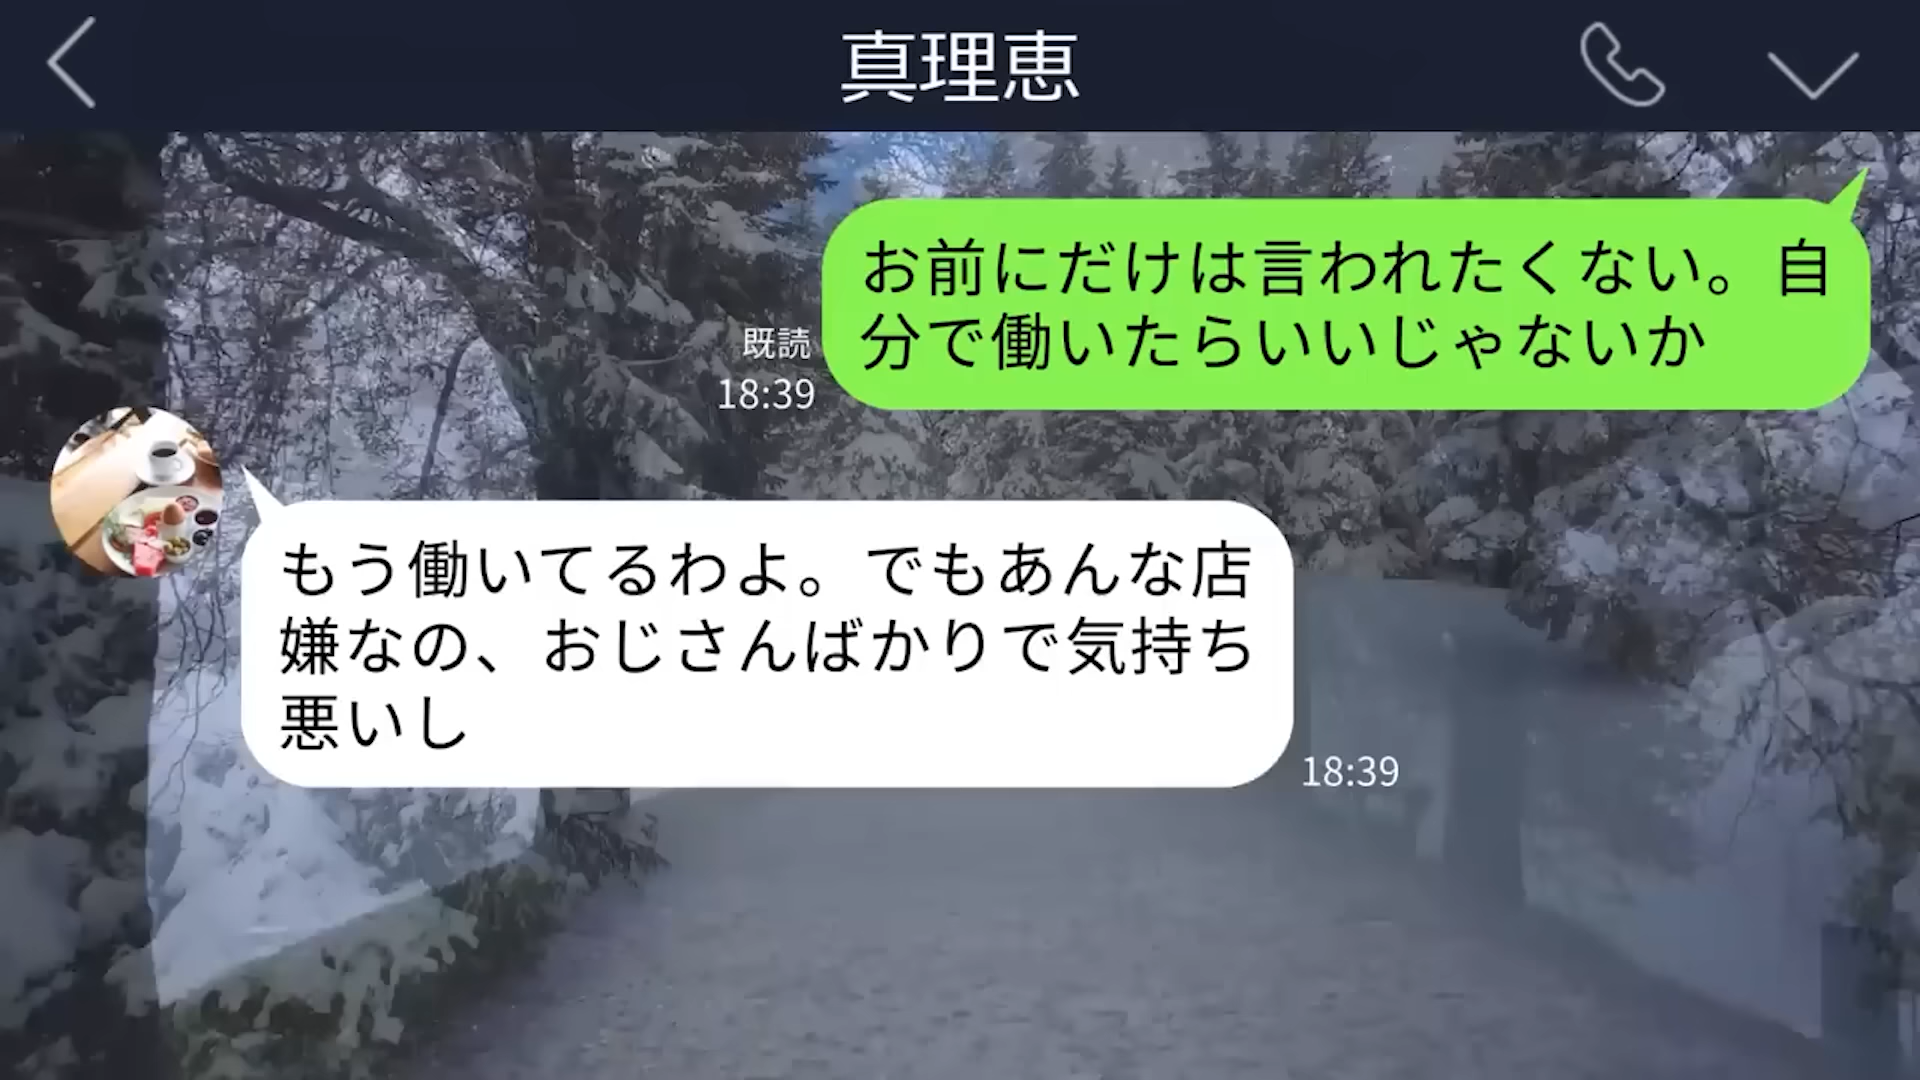 真理恵
お前にだけは言われたくない。自
分で働いたらいいじゃないか
既読
18:39
もう働いてるわよ。でもあんな店
嫌なの、おじさんばかりで気持ち
悪いし
18:39